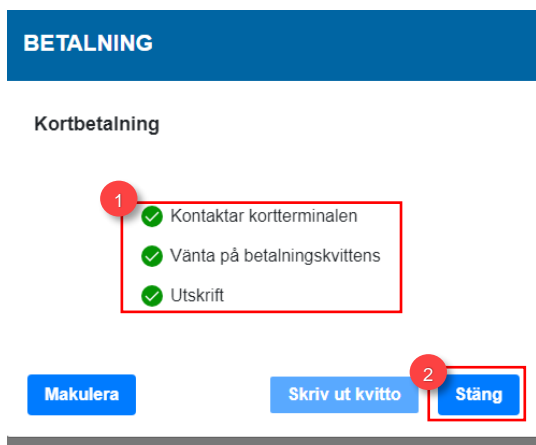 BETALNING
Kortbetalning
1
Kontaktar kortterminalen
Vänta på betalningskvittens
Utskrift
2
Makulera Skriv ut kvitto Stäng